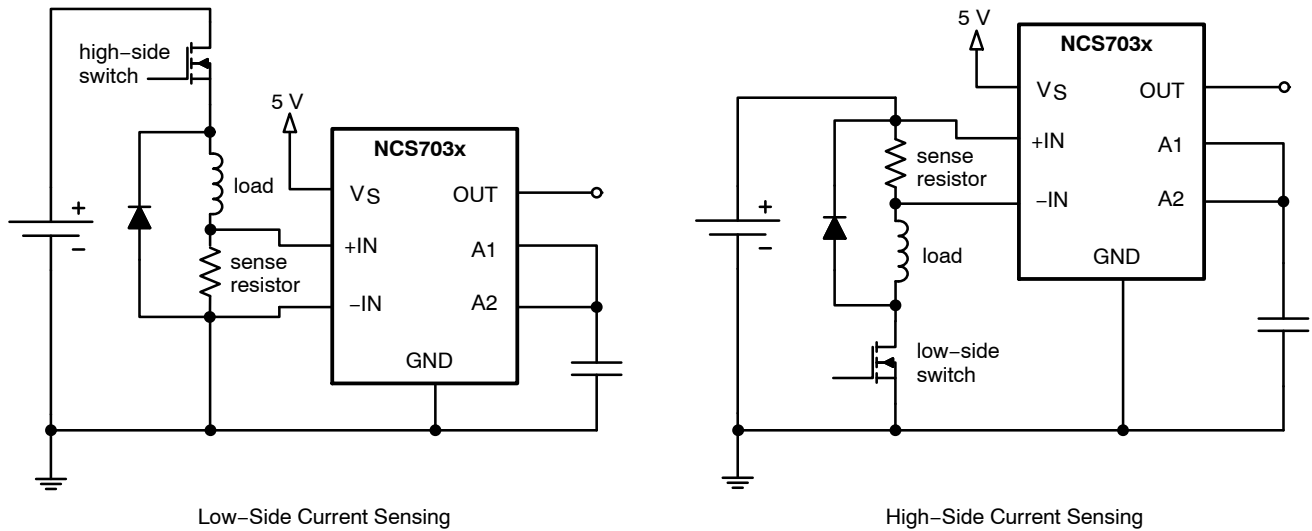 high−side
switch
5 V
NCS703x
VS
OUT
load
+IN
A1
sense
resistor
−IN
A2
GND
+
−
Low−Side Current Sensing
5 V
NCS703x
VS
OUT
+IN
A1
sense
resistor
−IN
A2
+
−
load
GND
low−side
switch
High−Side Current Sensing